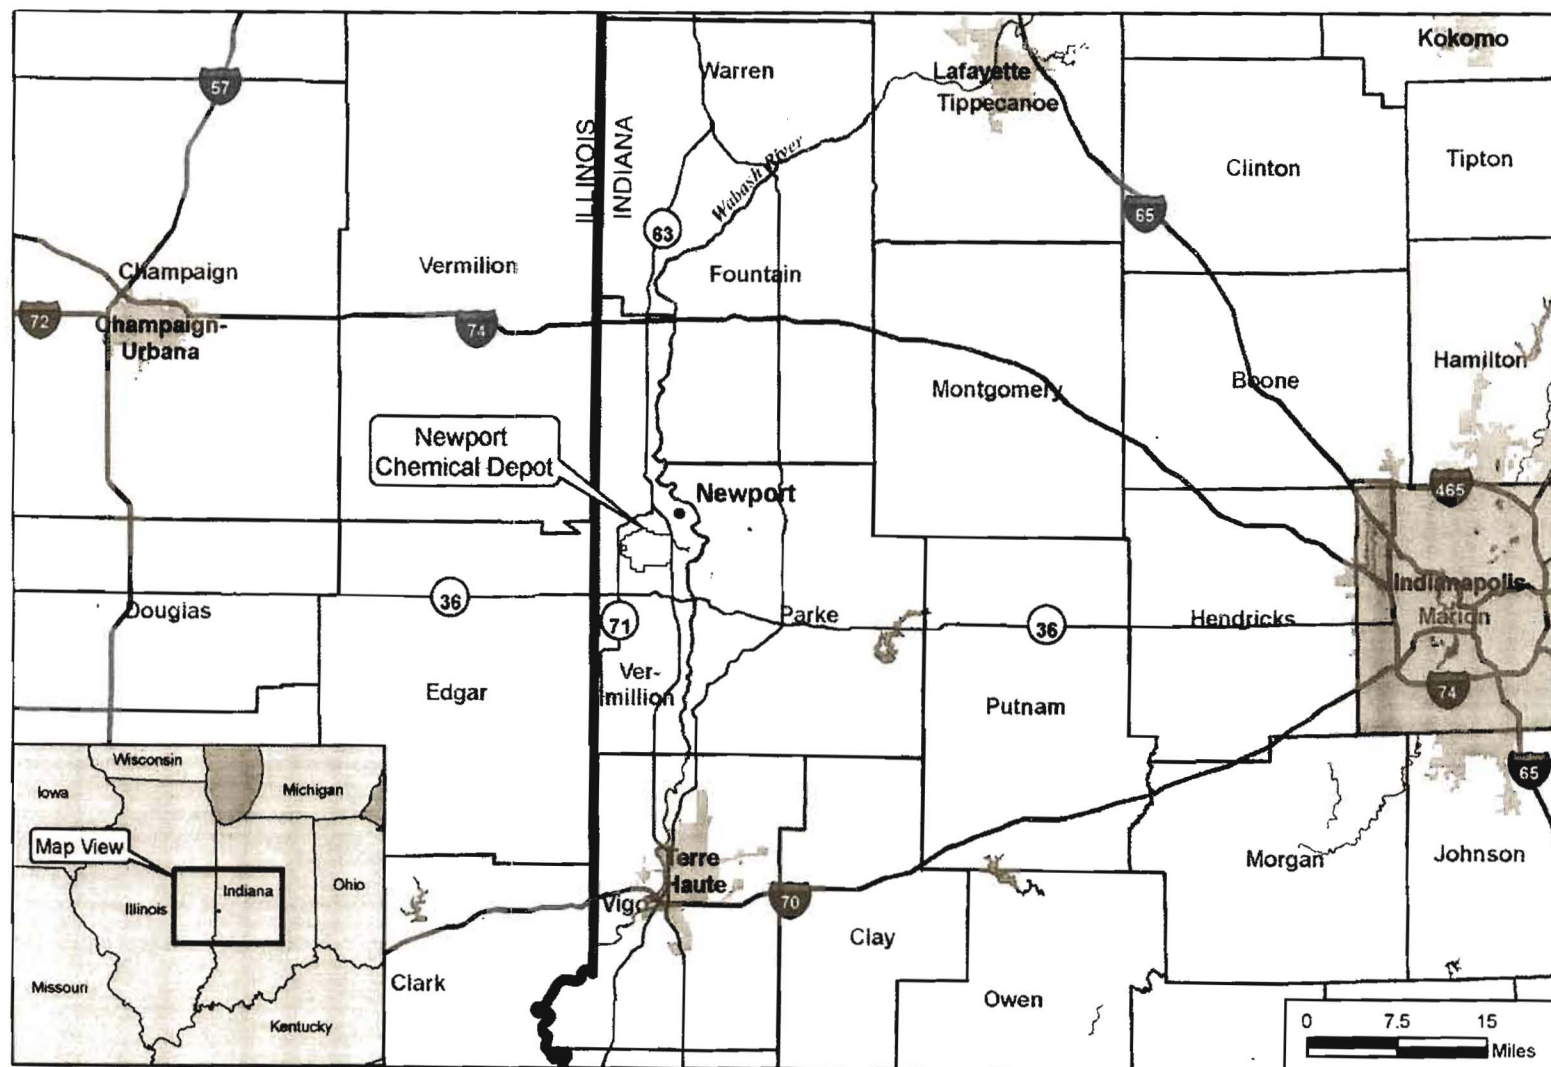 Kokomo
57
Warren
Lafayette
Tippecanoe
ILLINOIS
INDIANA
Wabash River
Clinton
Tipton
65
63
Champaign
Vermilion
Fountain
72
Champaign-
Urbana
74
Montgomery
Boone
Hamilton
Newport
Chemical Depot
Newport
465
Indianapolis
Marion
Douglas
36
71
Parke
36
Hendricks
Ver-
million
Edgar
Putnam
74
65
Wisconsin
Iowa
Michigan
Map View
Indiana
Ohio
Illinois
Missouri
Kentucky
Terre
Haute
Vigo
70
Clay
Morgan
Johnson
Clark
Owen
0 7.5 15
Miles